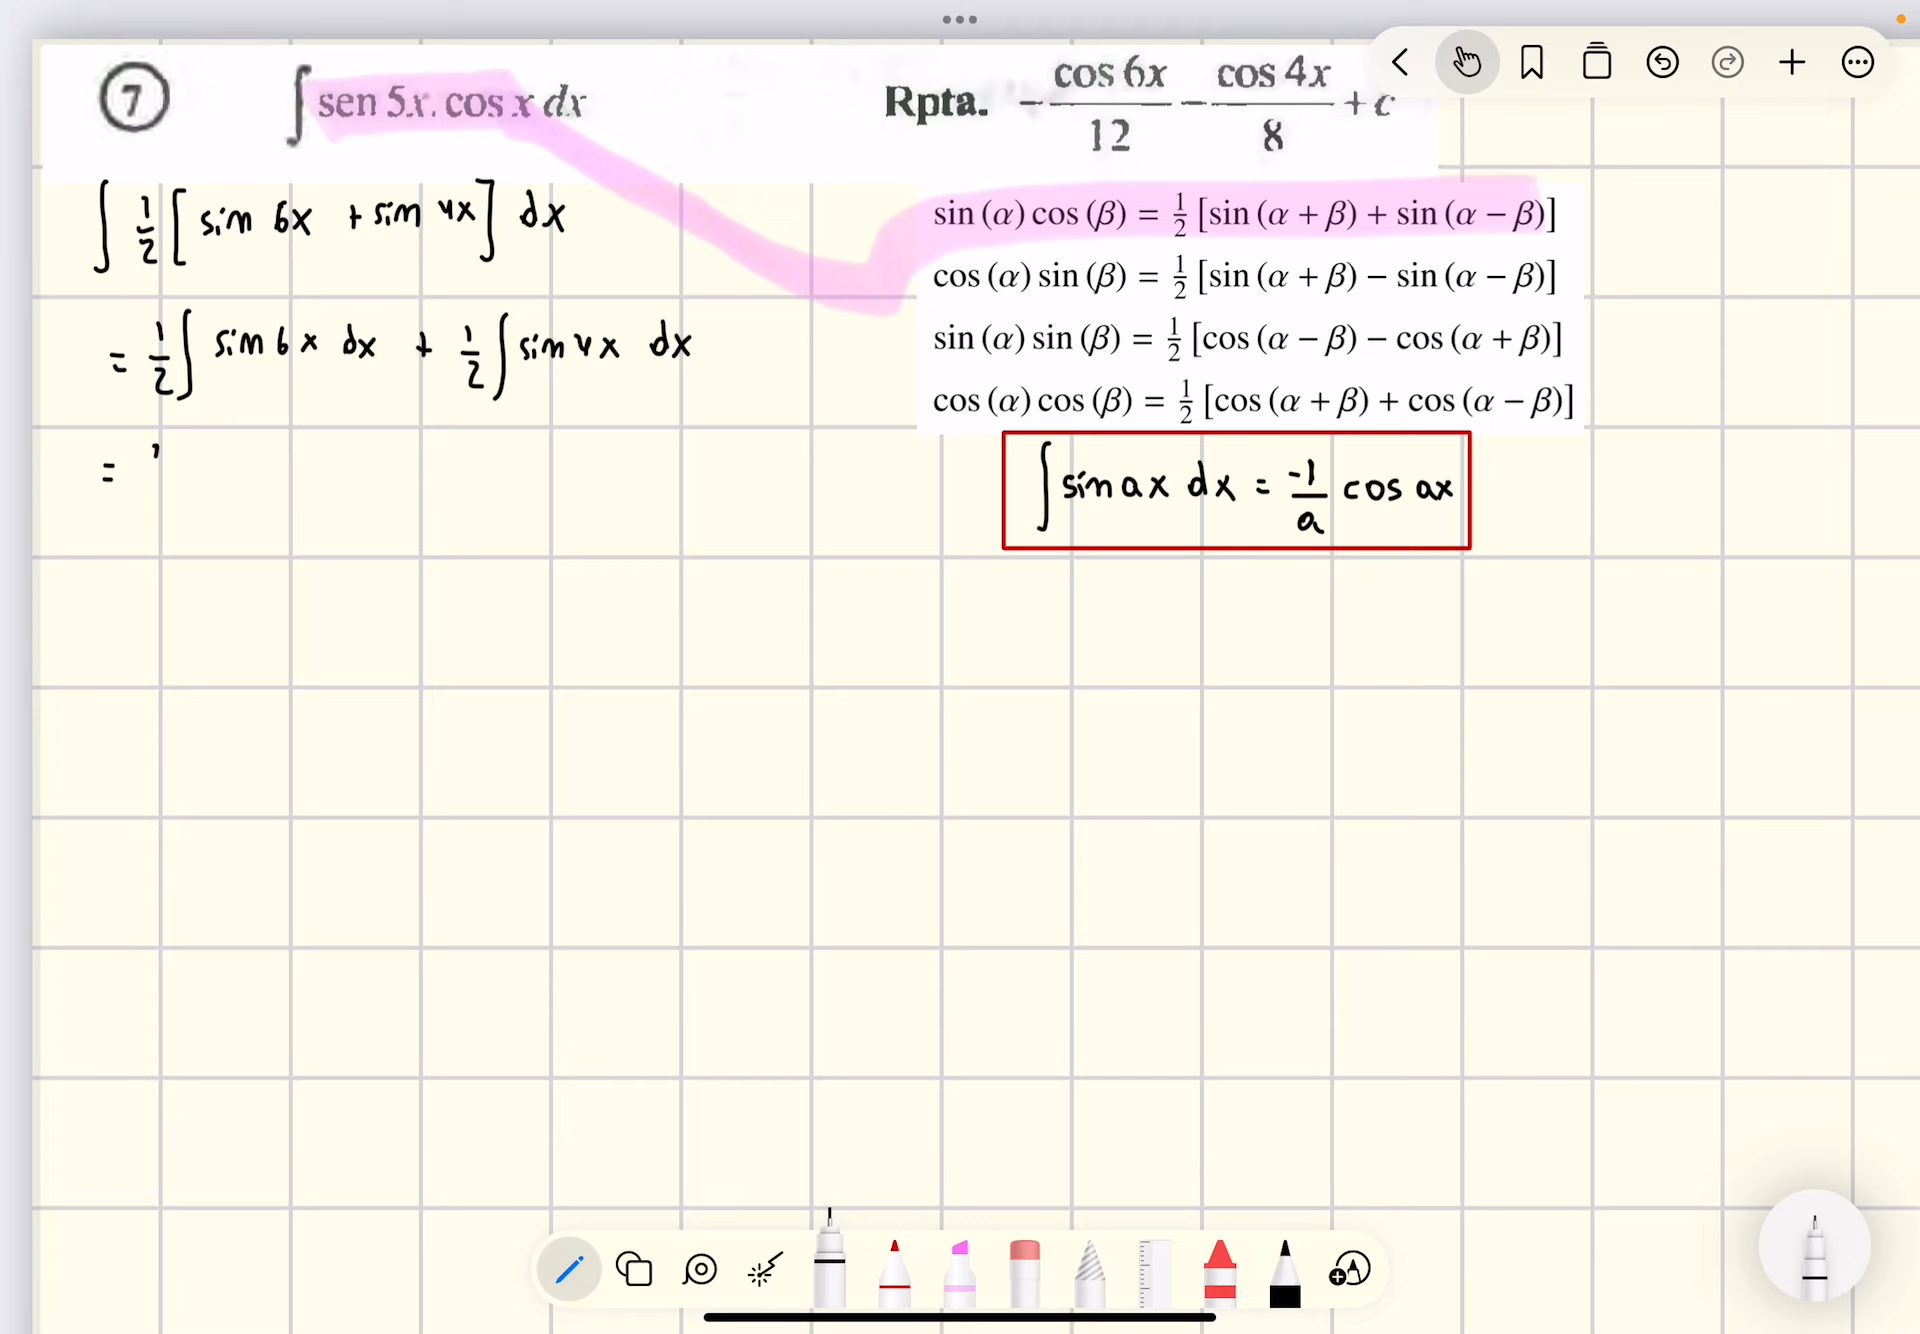 7 ∫ sen 5x. cos x dx Rpta. - cos 6x / 12 - cos 4x / 8 + c
∫ 1/2 [ sin 6x + sin 4x ] dx
= 1/2 ∫ sin 6x dx + 1/2 ∫ sin 4x dx
=
sin (α) cos (β) = 1/2 [sin (α + β) + sin (α − β)]
cos (α) sin (β) = 1/2 [sin (α + β) − sin (α − β)]
sin (α) sin (β) = 1/2 [cos (α − β) − cos (α + β)]
cos (α) cos (β) = 1/2 [cos (α + β) + cos (α − β)]
∫ sin ax dx = -1/a cos ax